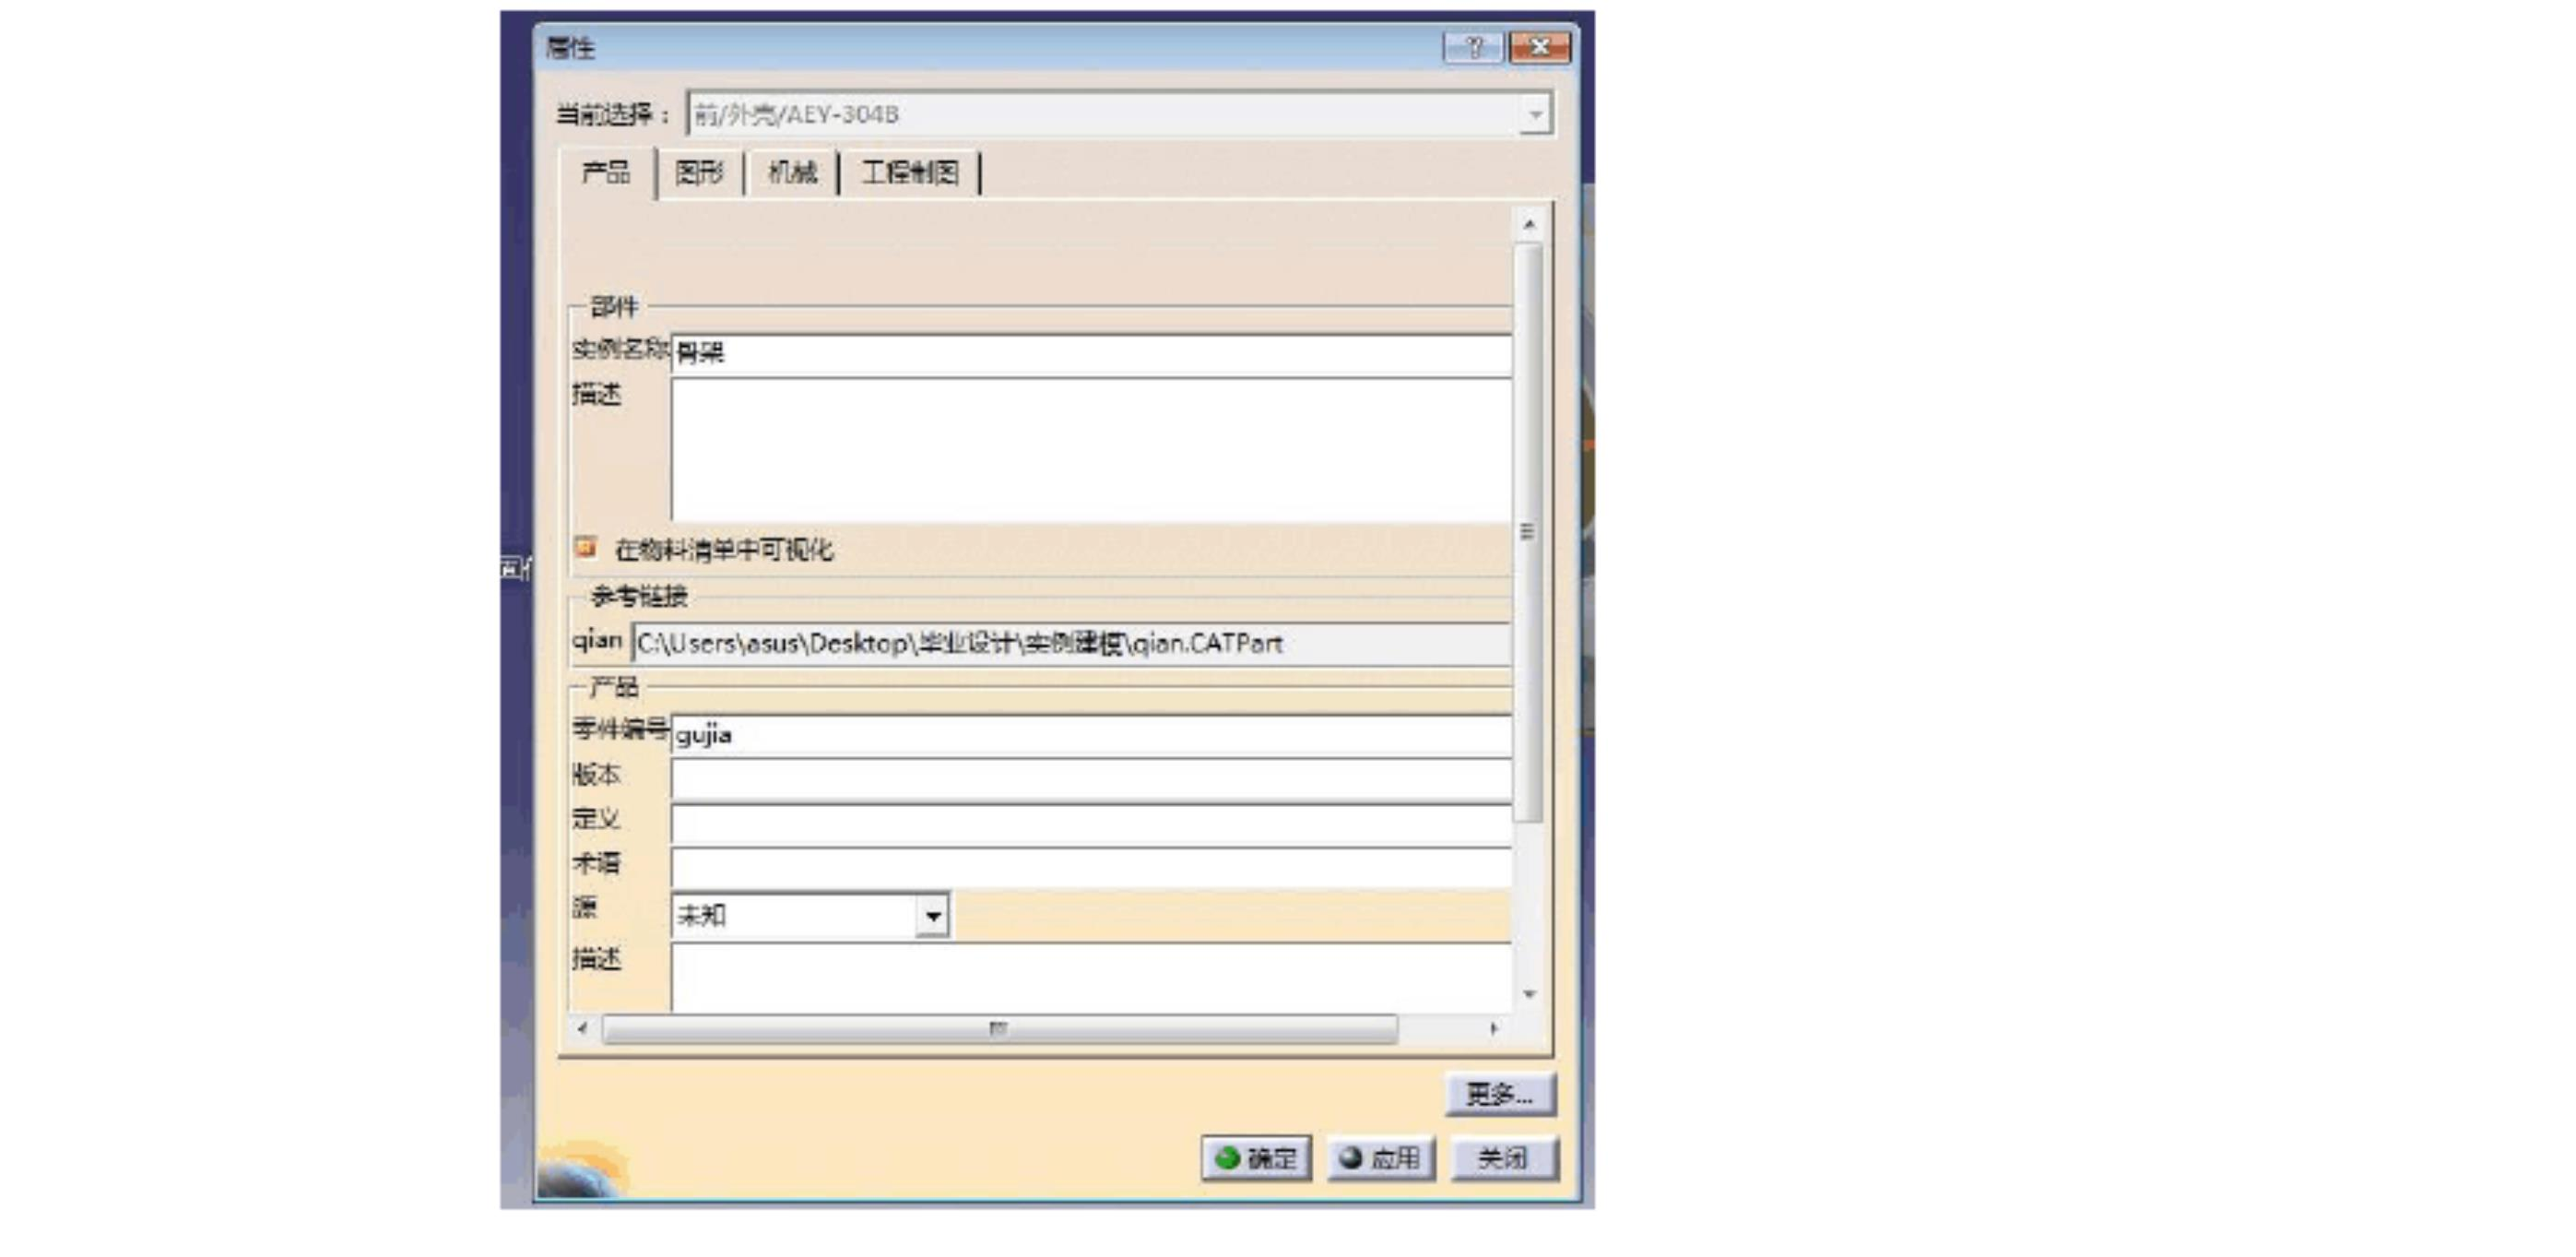 属性
当前选择： 前/外壳/AEY-304B
产品 图形 机械 工程制图
部件
实例名称 骨架
描述
在物料清单中可视化
参考链接
qian C:\Users\asus\Desktop\毕业设计\实例建模\qian.CATPart
产品
零件编号 gujia
版本
定义
术语
源 未知
描述
更多...
确定 应用 关闭